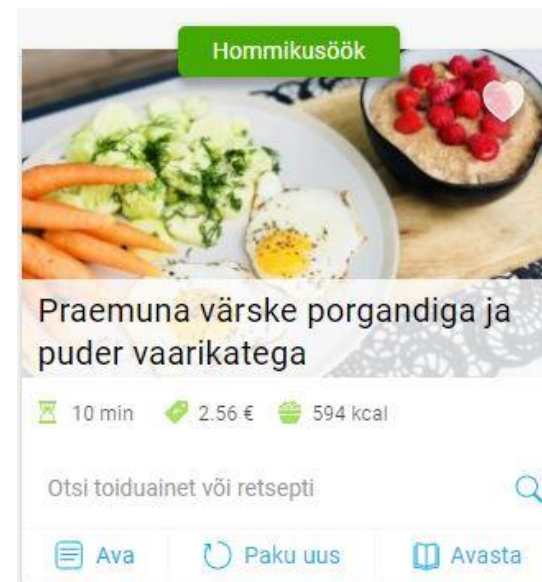 Hommikusöök
Praemuna värske porgandiga ja
puder vaarikatega
10 min 2.56 € 594 kcal
Otsi toiduainet või retsepti
Ava Paku uus Avasta